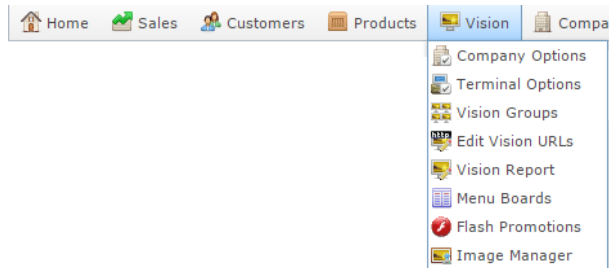 Home Sales Customers Products Vision Compa
Company Options
Terminal Options
Vision Groups
http
Edit Vision URLs
Vision Report
Menu Boards
Flash Promotions
Image Manager